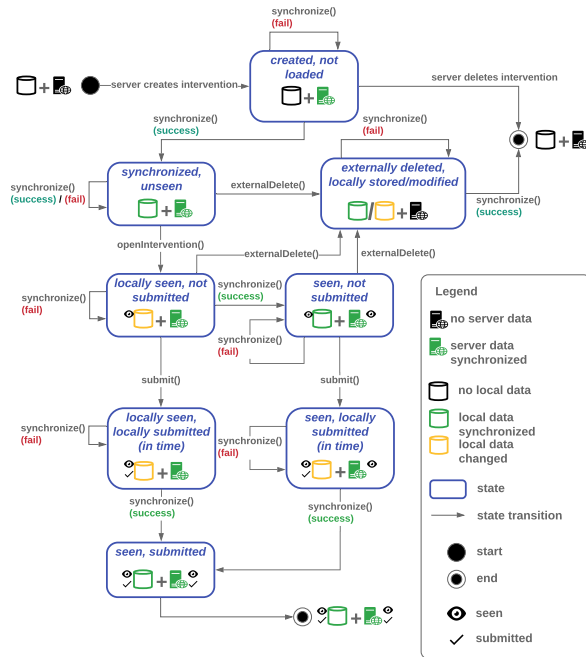 synchronize()
(fail)
created, not
loaded
+
+
server creates intervention
server deletes intervention
+
synchronize()
(success)
synchronize()
(fail)
synchronized,
unseen
+
externally deleted,
locally stored/modified
/ +
synchronize()
(success) / (fail)
externalDelete()
synchronize()
(success)
openIntervention()
externalDelete()
externalDelete()
locally seen, not
submitted
+
synchronize()
(success)
seen, not
submitted
+
synchronize()
(fail)
synchronize()
(fail)
submit()
submit()
locally seen,
locally submitted
(in time)
+
seen, locally
submitted
(in time)
+
synchronize()
(fail)
synchronize()
(fail)
synchronize()
(success)
synchronize()
(success)
seen, submitted
+
+
Legend
no server data
server data
synchronized
no local data
local data
synchronized
local data
changed
state
state transition
start
end
seen
submitted